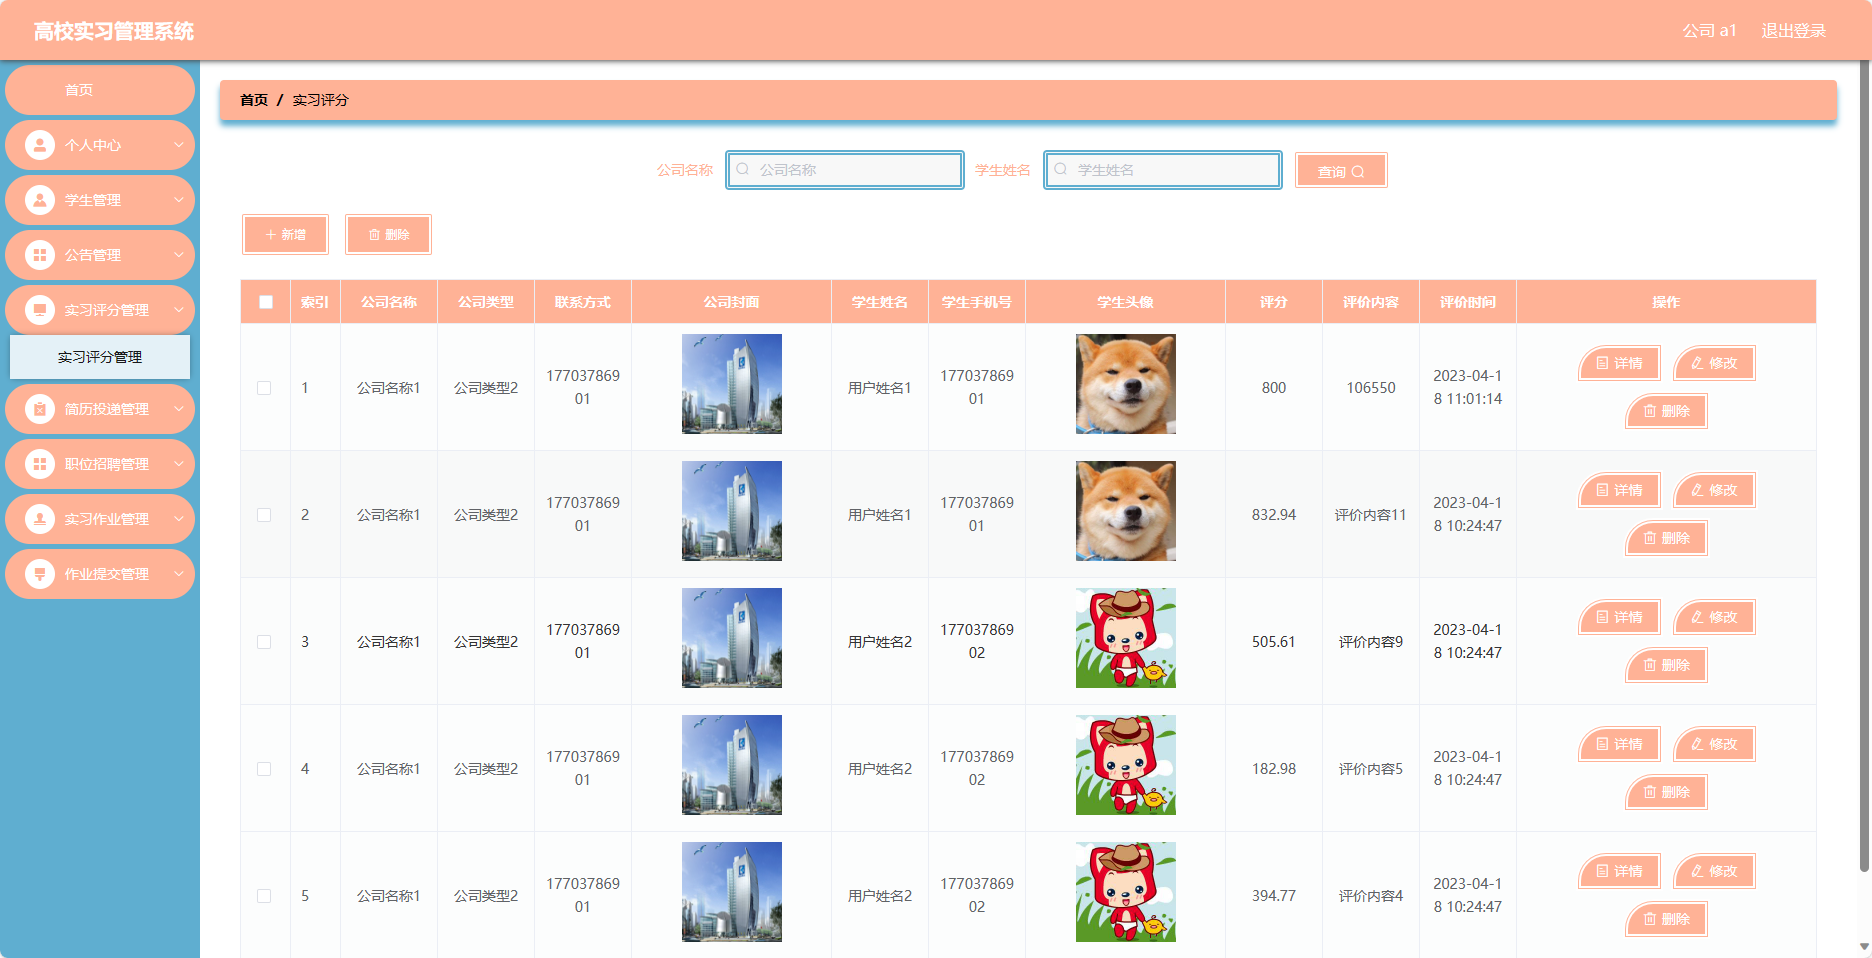 高校实习管理系统
公司 a1 退出登录
首页
个人中心
学生管理
公告管理
实习评分管理
实习评分管理
简历投递管理
职位招聘管理
实习作业管理
作业提交管理
首页 / 实习评分
公司名称 公司名称 学生姓名 学生姓名 查询
新增 删除
索引 公司名称 公司类型 联系方式 公司封面 学生姓名 学生手机号 学生头像 评分 评价内容 评价时间 操作
1 公司名称1 公司类型2 17703786901 用户姓名1 17703786901 800 106550 2023-04-18 11:01:14 详情 修改
删除
2 公司名称1 公司类型2 17703786901 用户姓名1 17703786901 832.94 评价内容11 2023-04-18 10:24:47 详情 修改
删除
3 公司名称1 公司类型2 17703786901 用户姓名2 17703786902 505.61 评价内容9 2023-04-18 10:24:47 详情 修改
删除
4 公司名称1 公司类型2 17703786901 用户姓名2 17703786902 182.98 评价内容5 2023-04-18 10:24:47 详情 修改
删除
5 公司名称1 公司类型2 17703786901 用户姓名2 17703786902 394.77 评价内容4 2023-04-18 10:24:47 详情 修改
删除